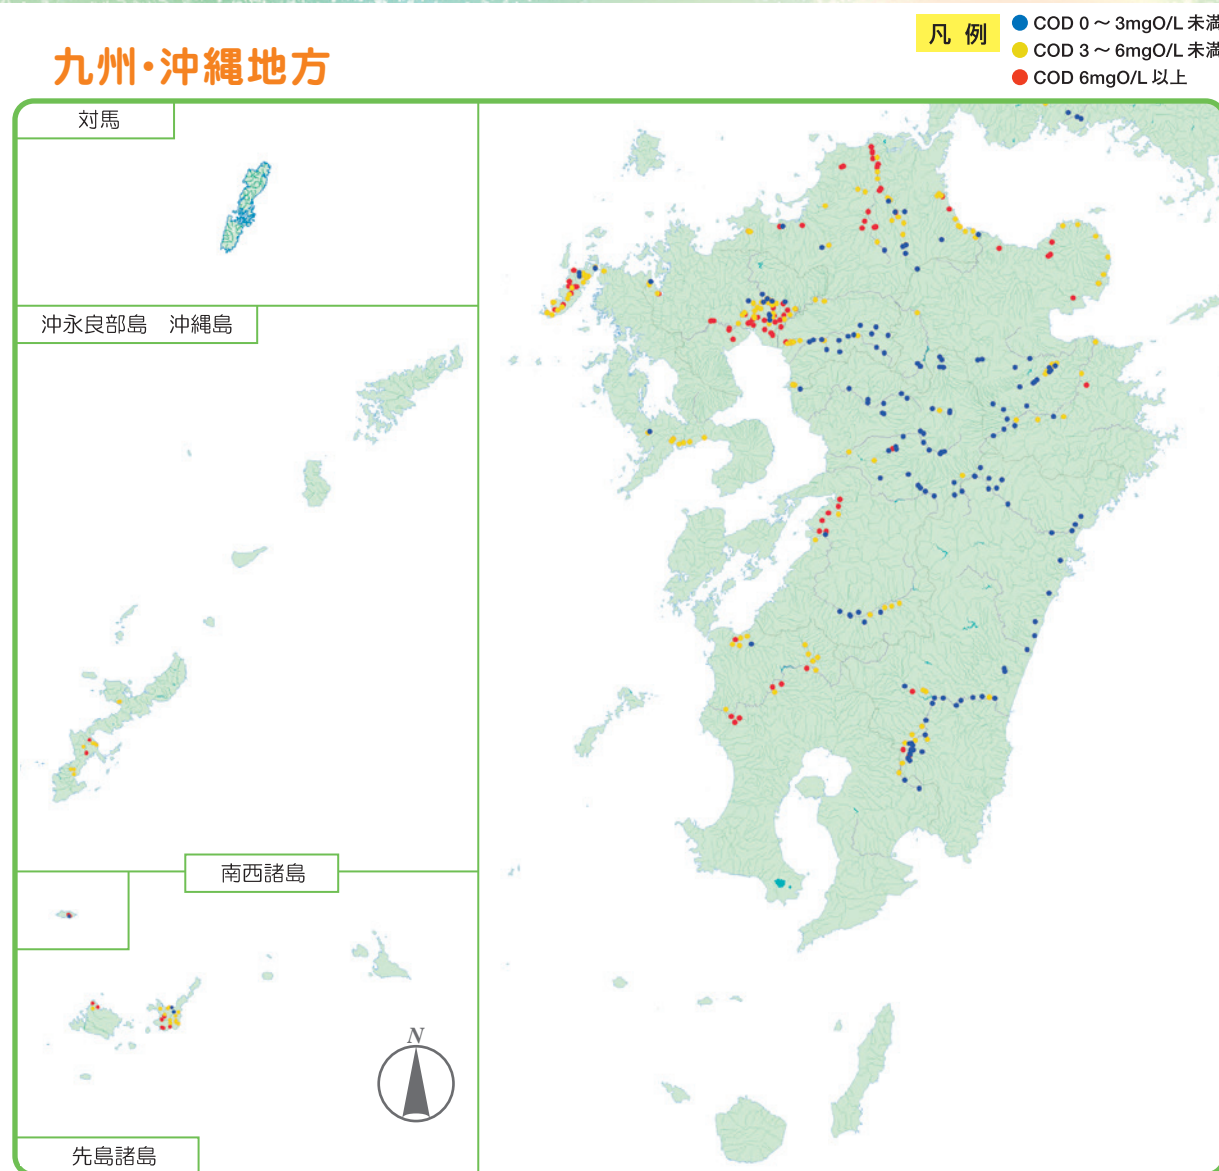 九州・沖縄地方
凡 例
COD 0～3mgO/L 未満
COD 3～6mgO/L 未満
COD 6mgO/L 以上
対馬
沖永良部島 沖縄島
南西諸島
N
先島諸島